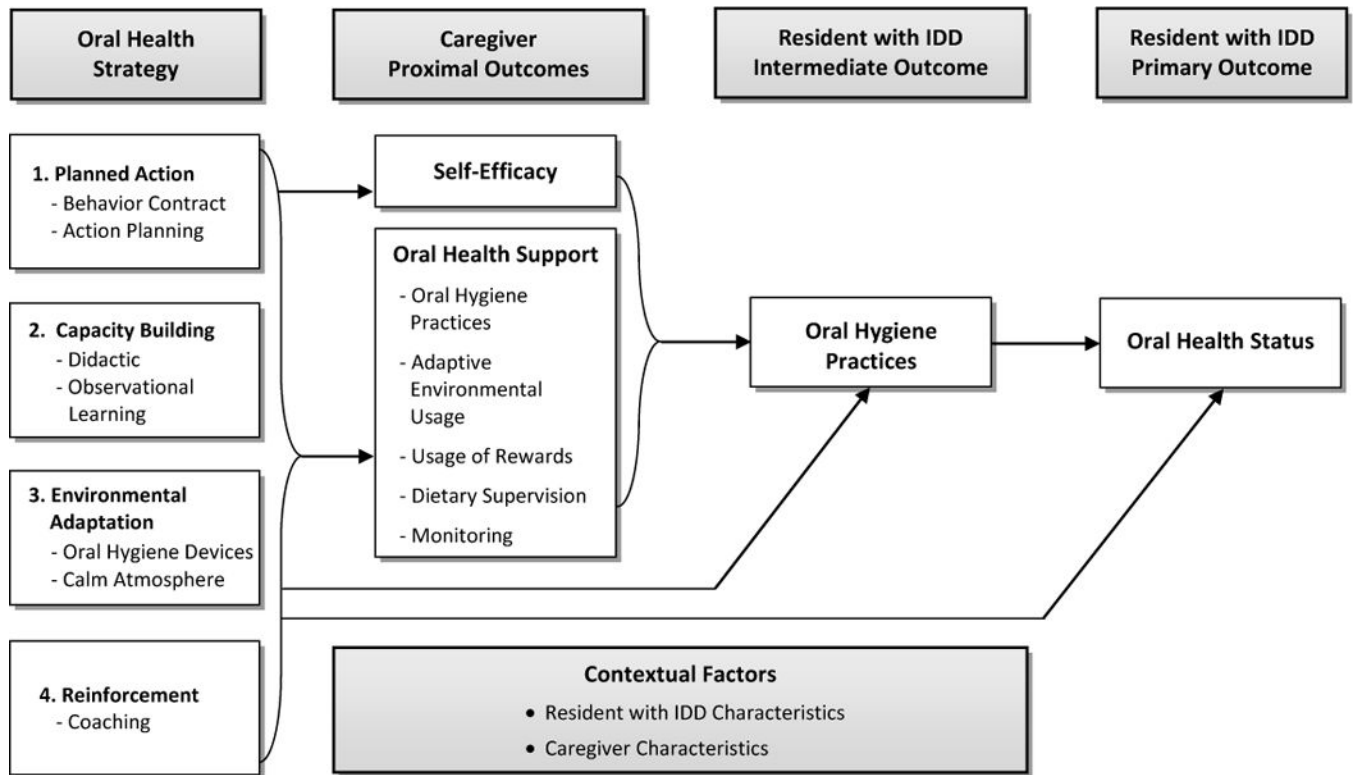 Oral Health
Strategy
Caregiver
Proximal Outcomes
Resident with IDD
Intermediate Outcome
Resident with IDD
Primary Outcome
1. Planned Action
- Behavior Contract
- Action Planning
2. Capacity Building
- Didactic
- Observational
Learning
3. Environmental
Adaptation
- Oral Hygiene Devices
- Calm Atmosphere
4. Reinforcement
- Coaching
Self-Efficacy
Oral Health Support
- Oral Hygiene
Practices
- Adaptive
Environmental
Usage
- Usage of Rewards
- Dietary Supervision
- Monitoring
Oral Hygiene
Practices
Oral Health Status
Contextual Factors
• Resident with IDD Characteristics
• Caregiver Characteristics